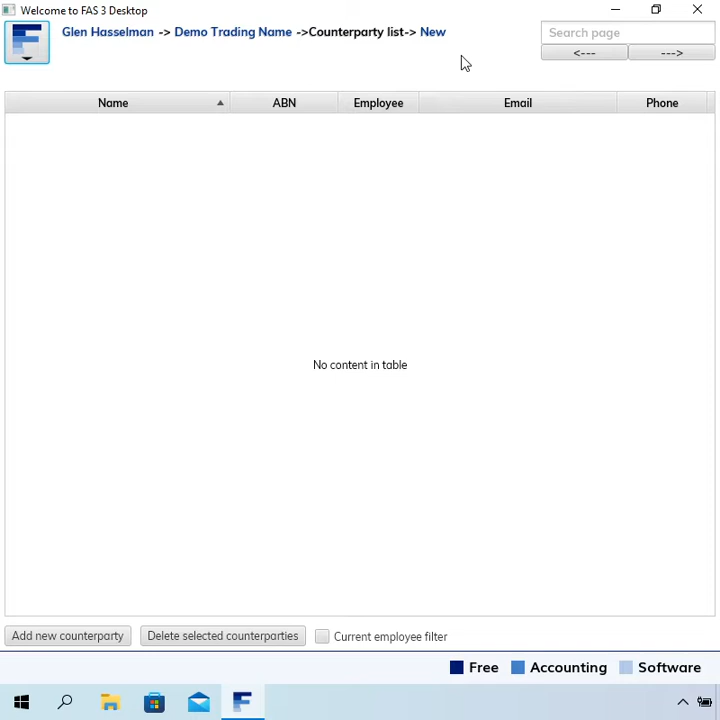 Welcome to FAS 3 Desktop
Glen Hasselman -> Demo Trading Name ->Counterparty list-> New
Search page
<--- --->
Name ABN Employee Email Phone
No content in table
Add new counterparty Delete selected counterparties Current employee filter
Free Accounting Software